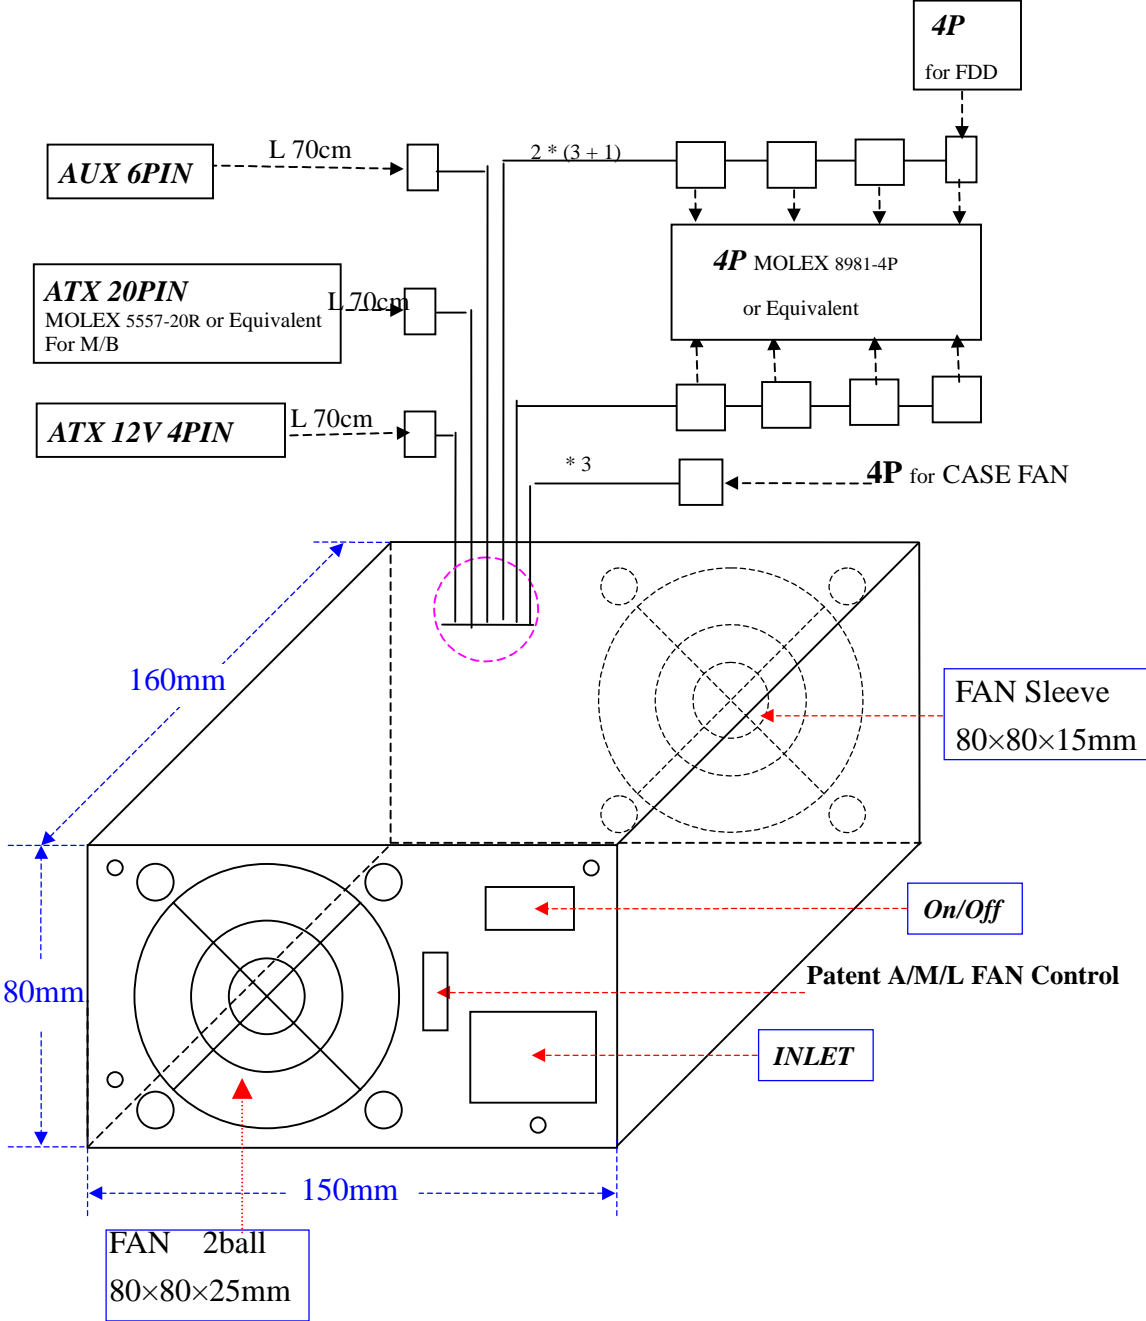 4P
for FDD
L 70cm
2 * (3 + 1)
AUX 6PIN
4P MOLEX 8981-4P
or Equivalent
ATX 20PIN
MOLEX 5557-20R or Equivalent
For M/B
L 70cm
ATX 12V 4PIN
L 70cm
* 3
4P for CASE FAN
160mm
FAN Sleeve
80×80×15mm
On/Off
Patent A/M/L FAN Control
80mm
INLET
150mm
FAN 2ball
80×80×25mm